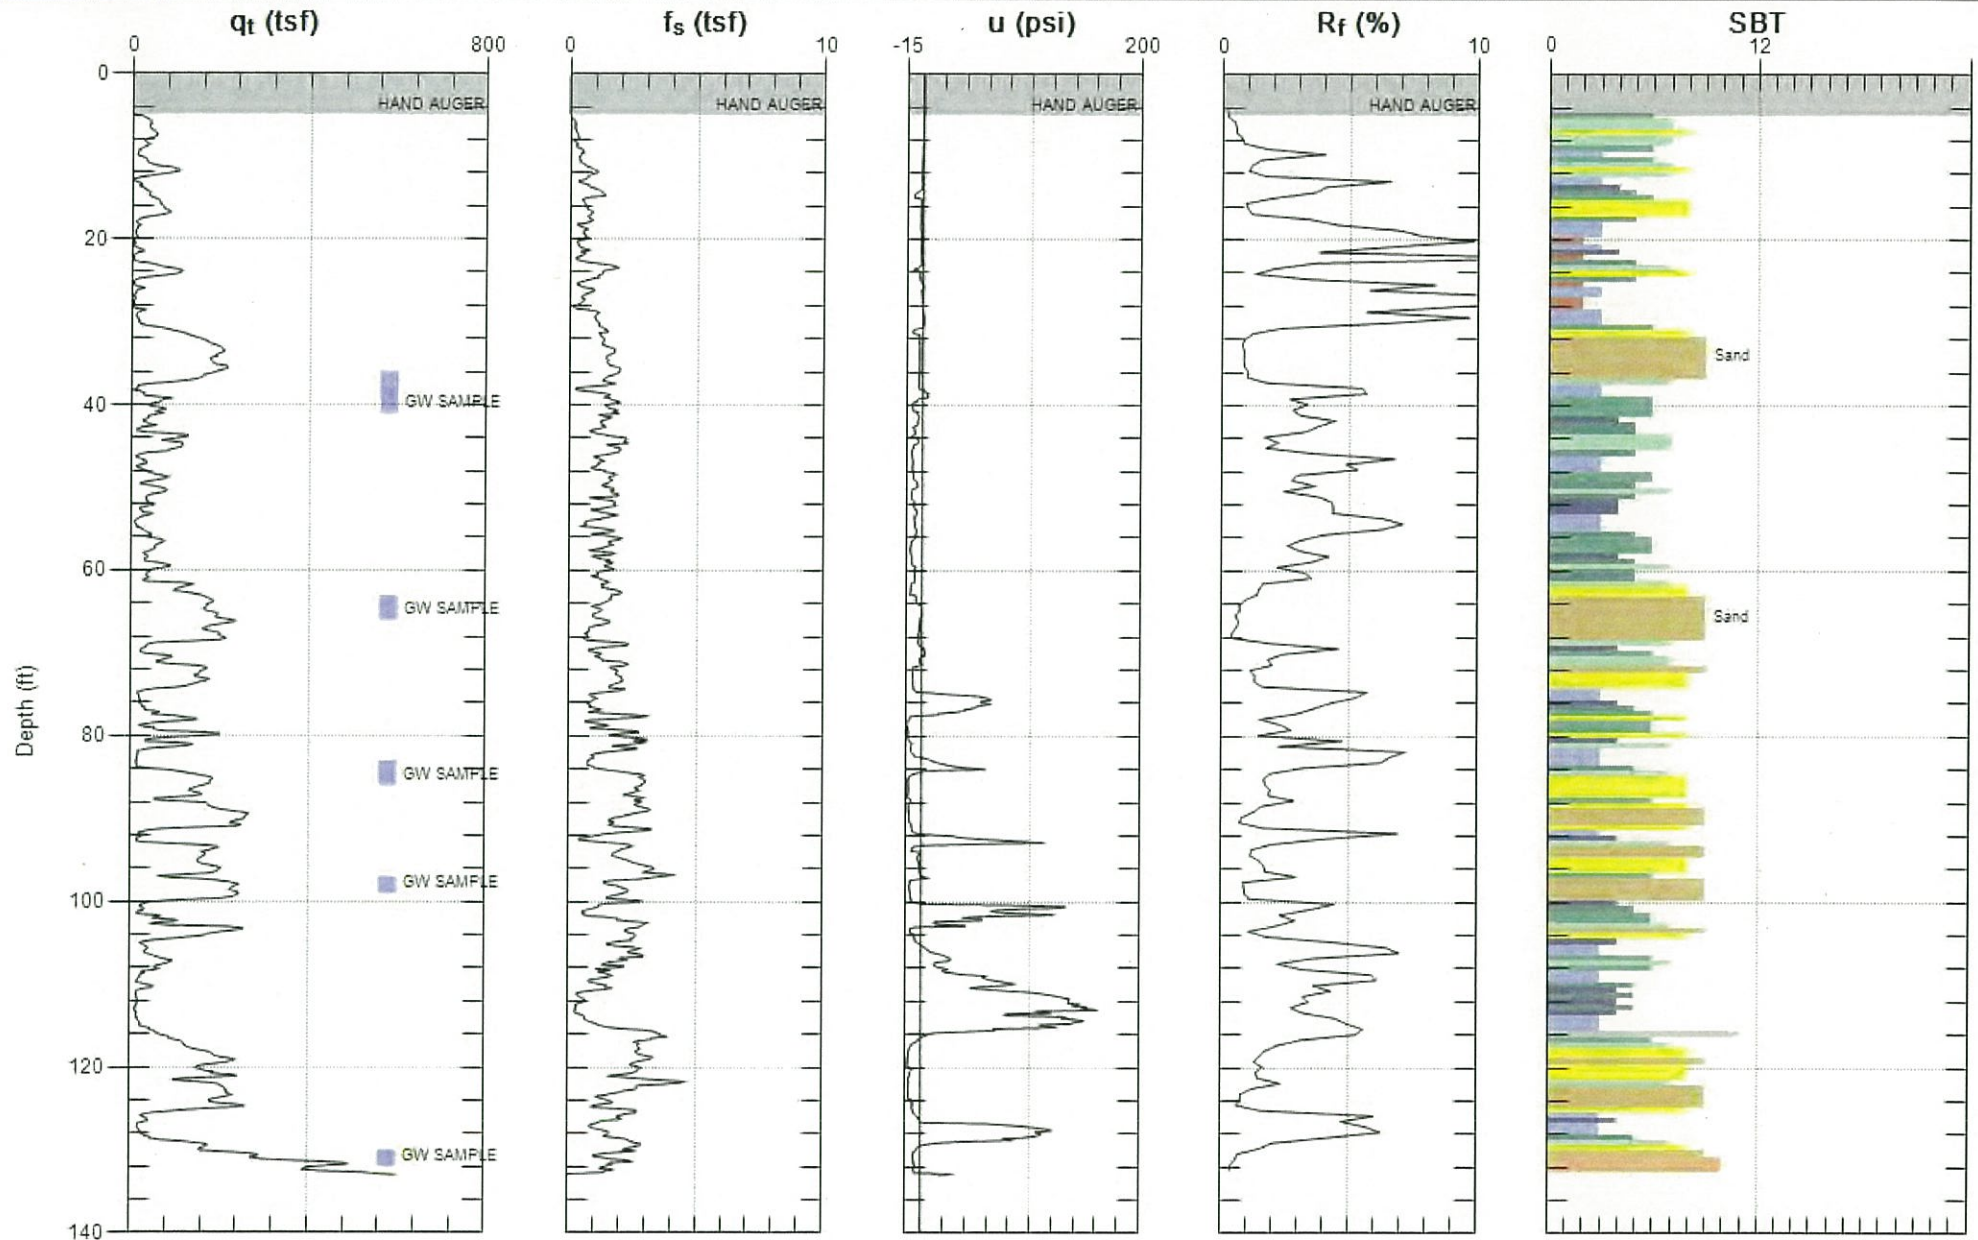 qt (tsf) fs (tsf) u (psi) Rf (%) SBT
0 800 0 10 -15 200 0 10 0 12
0
HAND AUGER HAND AUGER HAND AUGER HAND AUGER
20
Sand
40 GW SAMPLE
60
GW SAMPLE
Sand
Depth (ft)
80
GW SAMPLE
GW SAMPLE
100
120
GW SAMPLE
140